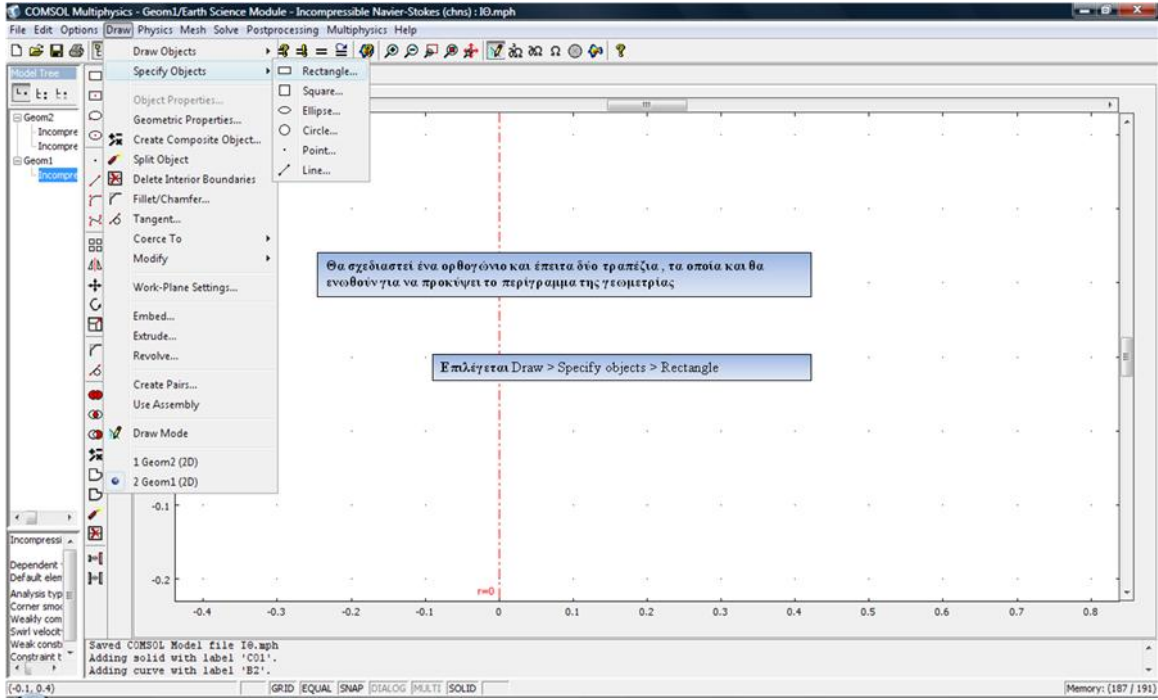 COMSOL Multiphysics - Geom1/Earth Science Module - Incompressible Navier-Stokes (chns) : ΙΘ.mph
File Edit Options Draw Physics Mesh Solve Postprocessing Multiphysics Help
Model Tree
Geom2
Incompre
Incompre
Geom1
Incompre
Draw Objects
Specify Objects
Object Properties...
Geometric Properties...
Create Composite Object...
Split Object
Delete Interior Boundaries
Fillet/Chamfer...
Tangent...
Coerce To
Modify
Work-Plane Settings...
Embed...
Extrude...
Revolve...
Create Pairs...
Use Assembly
Draw Mode
1 Geom2 (2D)
2 Geom1 (2D)
Rectangle...
Square...
Ellipse...
Circle...
Point...
Line...
Θα σχεδιαστεί ένα ορθογώνιο και έπειτα δύο τραπέζια , τα οποία και θα
ενωθούν για να προκύψει το περίγραμμα της γεωμετρίας
Επιλέγεται Draw > Specify objects > Rectangle
-0.1
-0.2
r=0
-0.4 -0.3 -0.2 -0.1 0 0.1 0.2 0.3 0.4 0.5 0.6 0.7 0.8
Incompressi
Dependent
Default elem
Analysis typ
Corner smoo
Weakly com
Swirl velocit
Weak consti
Constraint t
Saved COMSOL Model file ΙΘ.mph
Adding solid with label 'CO1'.
Adding curve with label 'B2'.
(-0.1, 0.4)
GRID EQUAL SNAP DIALOG MULTI SOLID
Memory: (187 / 191)